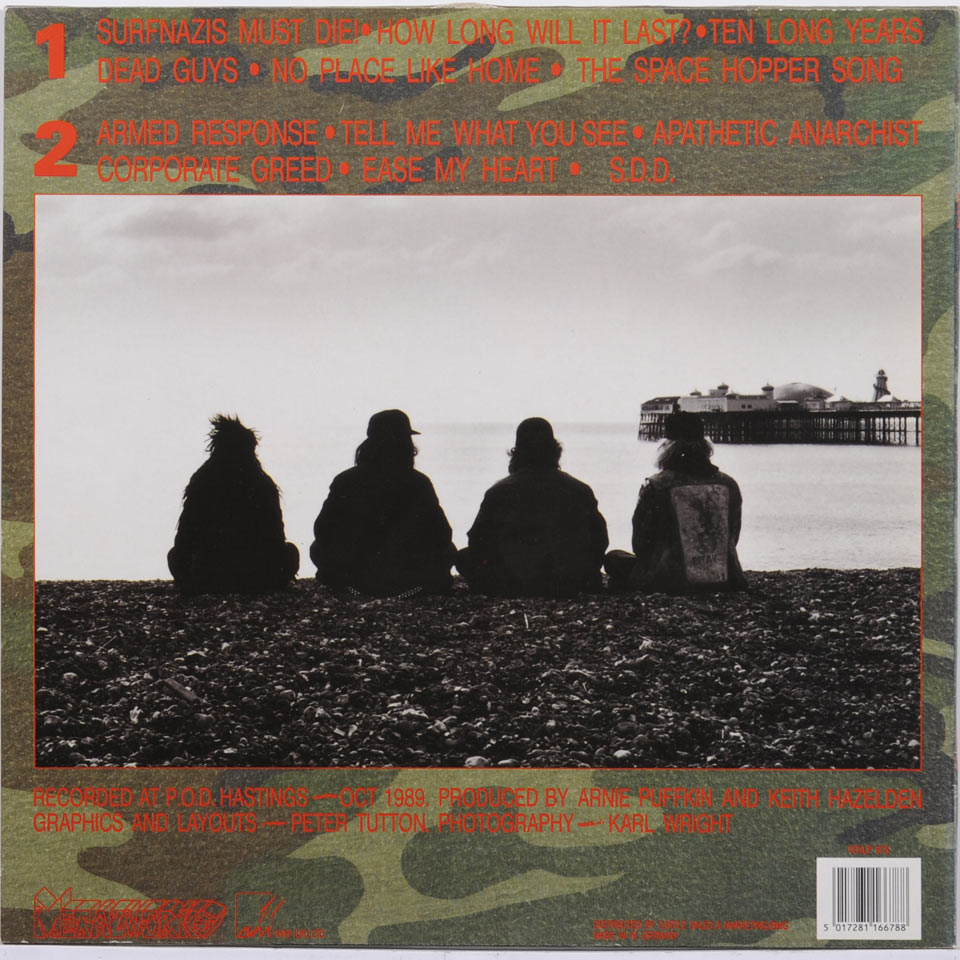 1
SURFNAZIS MUST DIE!•HOW LONG WILL IT LAST?•TEN LONG YEARS
DEAD GUYS • NO PLACE LIKE HOME • THE SPACE HOPPER SONG
2
ARMED RESPONSE •TELL ME WHAT YOU SEE• APATHETIC ANARCHIST
CORPORATE GREED• EASE MY HEART • S.D.D.
RECORDED AT P.O.D. HASTINGS — OCT 1989. PRODUCED BY ARNIE PUFFKIN AND KEITH HAZELDEN
GRAPHICS AND LAYOUTS — PETER TUTTON. PHOTOGRAPHY — KARL WRIGHT
5 017281 166788